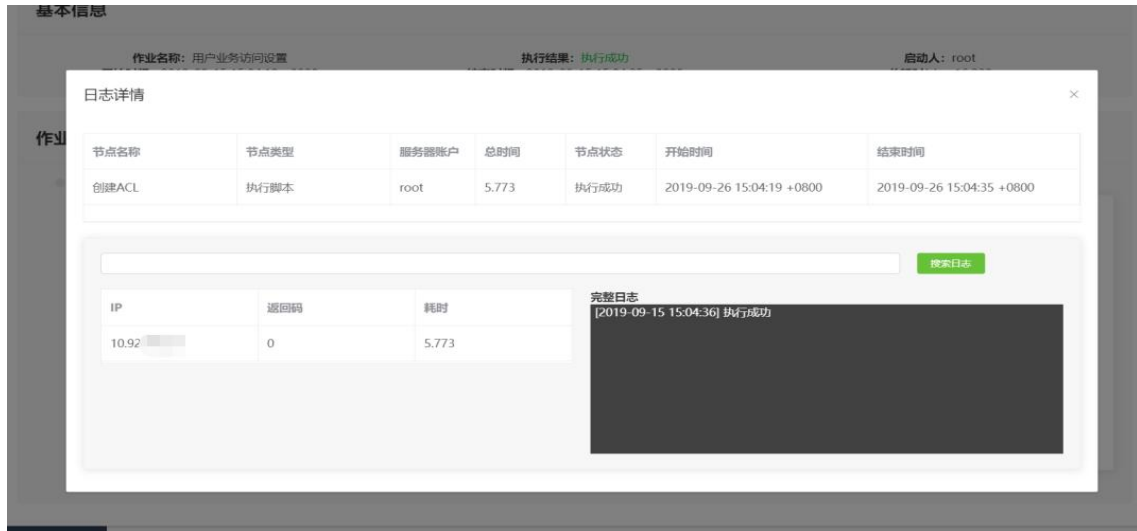 基本信息
作业名称：用户业务访问设置 执行结果：执行成功 启动人：root
日志详情 ×
作业
节点名称 节点类型 服务器账户 总时间 节点状态 开始时间 结束时间
创建ACL 执行脚本 root 5.773 执行成功 2019-09-26 15:04:19 +0800 2019-09-26 15:04:35 +0800
搜索日志
IP 返回码 耗时
10.92 0 5.773
完整日志
[2019-09-15 15:04:36] 执行成功